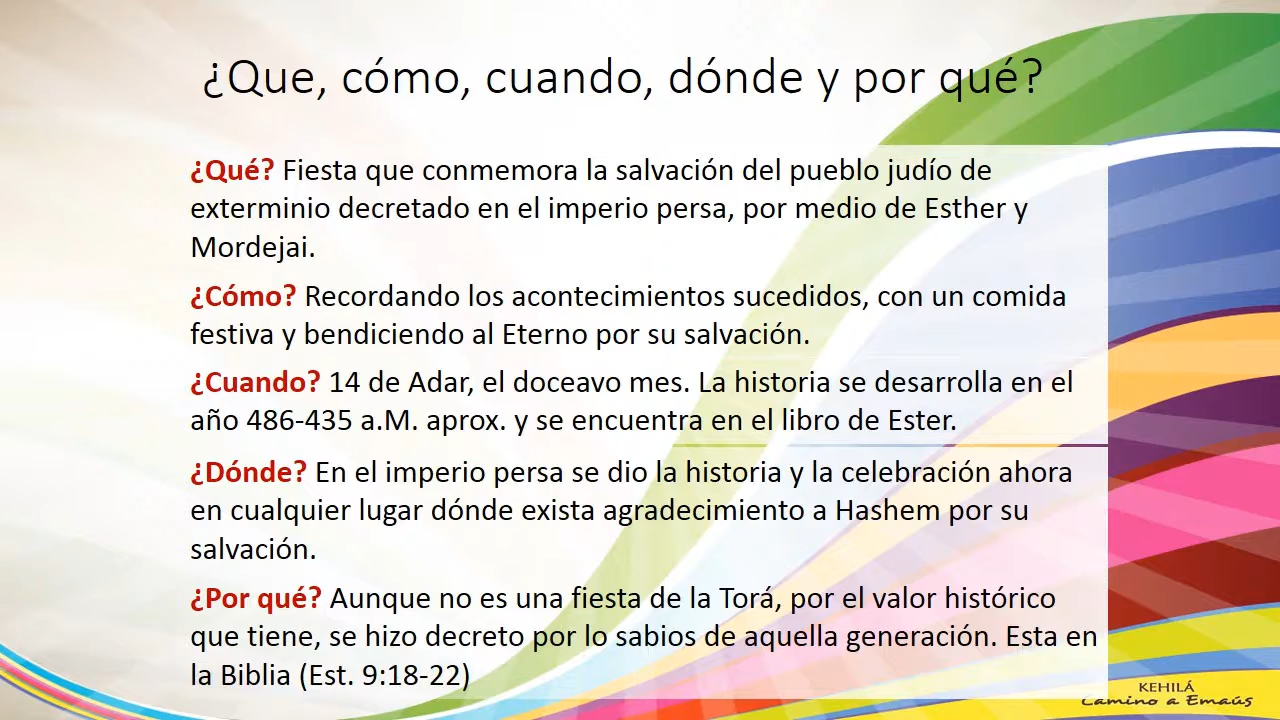 ¿Que, cómo, cuando, dónde y por qué?
¿Qué? Fiesta que conmemora la salvación del pueblo judío de
exterminio decretado en el imperio persa, por medio de Esther y
Mordejai.
¿Cómo? Recordando los acontecimientos sucedidos, con un comida
festiva y bendiciendo al Eterno por su salvación.
¿Cuando? 14 de Adar, el doceavo mes. La historia se desarrolla en el
año 486-435 a.M. aprox. y se encuentra en el libro de Ester.
¿Dónde? En el imperio persa se dio la historia y la celebración ahora
en cualquier lugar dónde exista agradecimiento a Hashem por su
salvación.
¿Por qué? Aunque no es una fiesta de la Torá, por el valor histórico
que tiene, se hizo decreto por lo sabios de aquella generación. Esta en
la Biblia (Est. 9:18-22)
KEHILÁ
Camino a Emaús